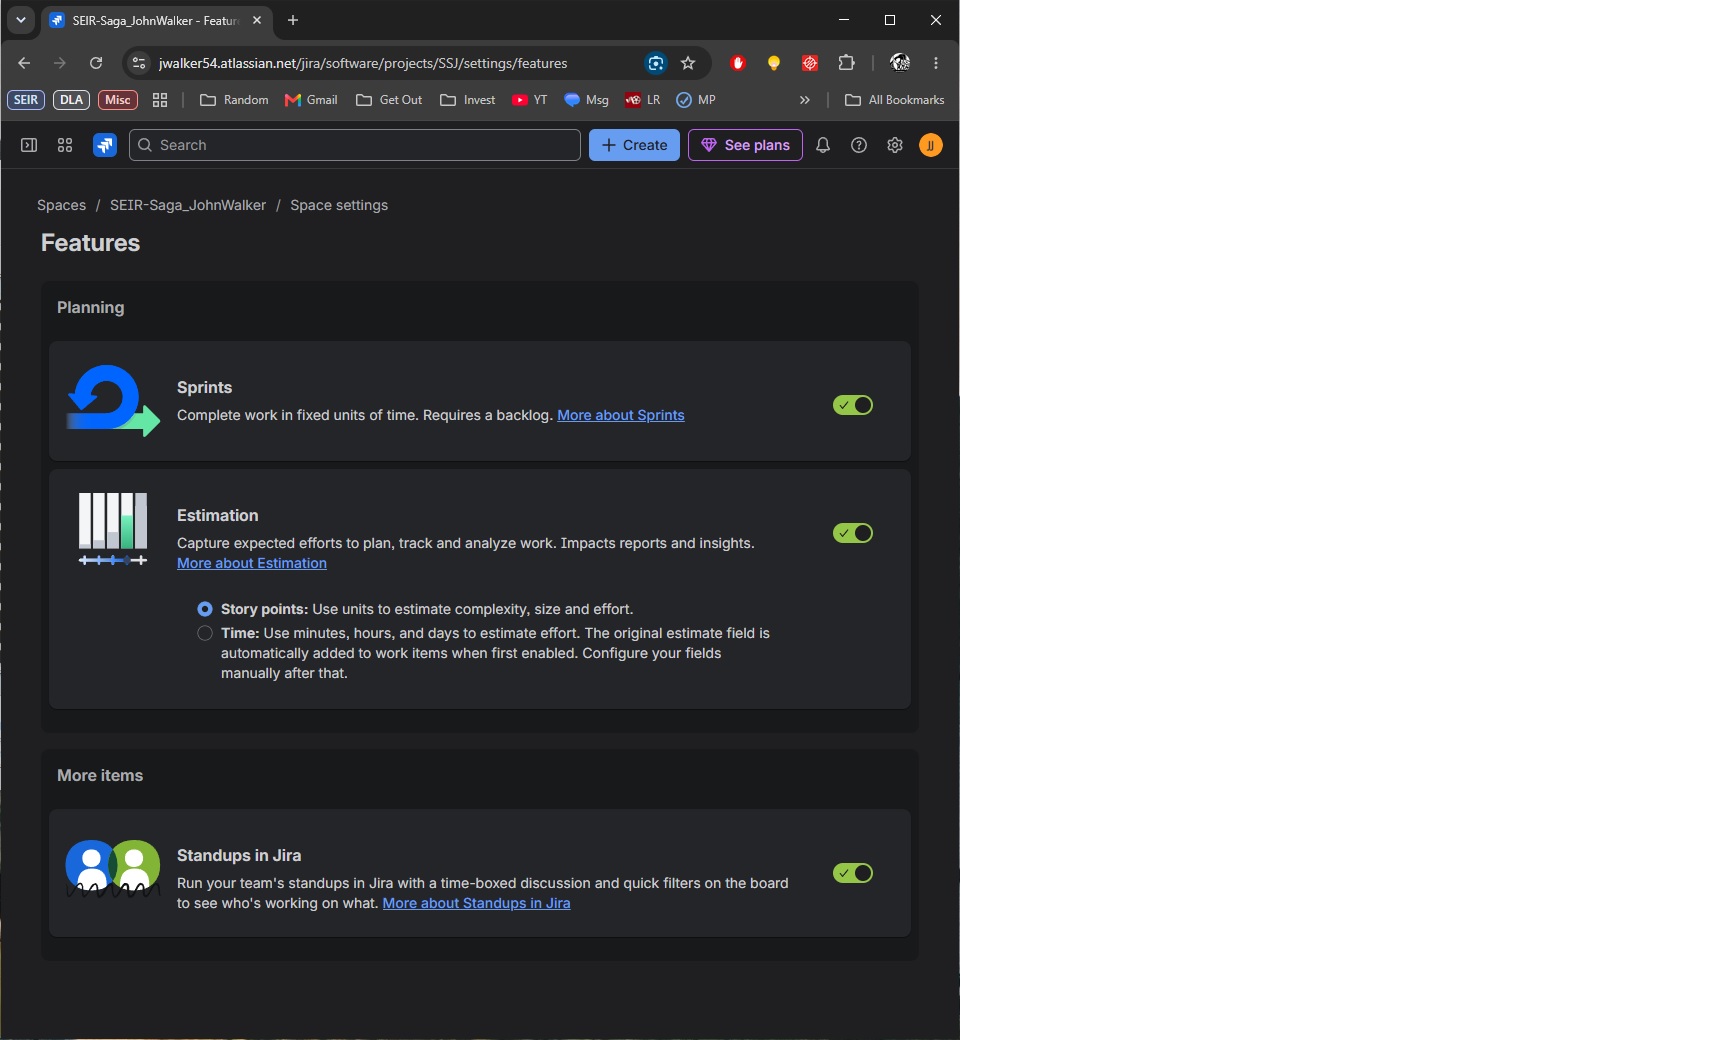 SEIR-Saga_JohnWalker - Featur
jwalker54.atlassian.net/jira/software/projects/SSJ/settings/features
SEIR DLA Misc Random Gmail Get Out Invest YT Msg LR MP » All Bookmarks
Search + Create See plans JJ
Spaces / SEIR-Saga_JohnWalker / Space settings
Features
Planning
Sprints
Complete work in fixed units of time. Requires a backlog. More about Sprints
Estimation
Capture expected efforts to plan, track and analyze work. Impacts reports and insights.
More about Estimation
Story points: Use units to estimate complexity, size and effort.
Time: Use minutes, hours, and days to estimate effort. The original estimate field is
automatically added to work items when first enabled. Configure your fields
manually after that.
More items
Standups in Jira
Run your team's standups in Jira with a time-boxed discussion and quick filters on the board
to see who's working on what. More about Standups in Jira